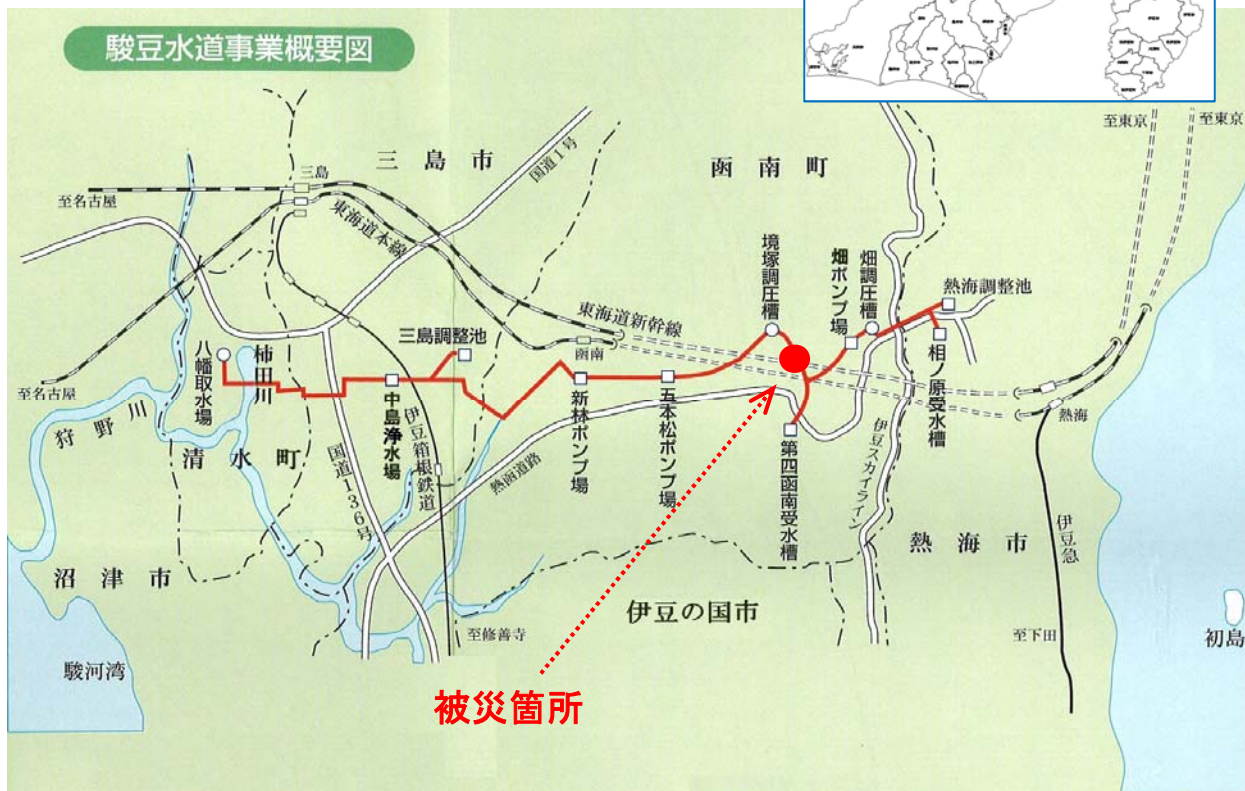 駿豆水道事業概要図
至東京
至東京
三島市
函南町
国道1号
三島
至名古屋
東海道本線
境塚調圧槽
畑ポンプ場
畑調圧槽
熱海調整池
東海道新幹線
函南
三島調整池
相ノ原受水槽
八幡取水場
柿田川
至名古屋
狩野川
清水町
中島浄水場
伊豆箱根鉄道
国道136号
新林ポンプ場
五本松ポンプ場
熱函道路
第四函南受水槽
伊豆スカイライン
熱海
熱海市
伊豆急
沼津市
伊豆の国市
至修善寺
至下田
初島
駿河湾
被災箇所